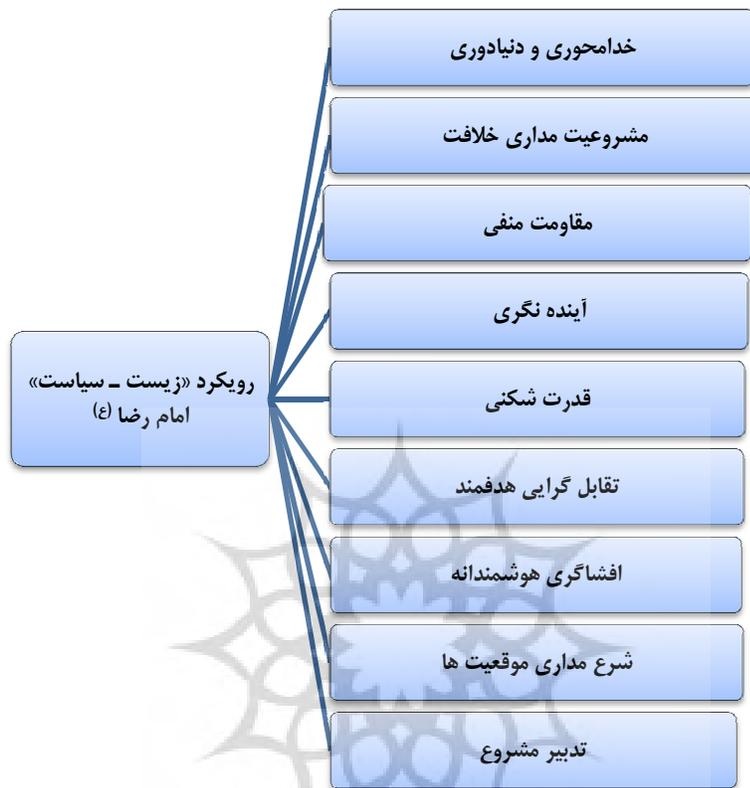 خدامحوری و دنیادوری
مشروعیت مداری خلافت
مقاومت منفی
آینده نگری
قدرت شکنی
تقابل گرایی هدفمند
افشاگری هوشمندانه
شرع مداری موقعیت ها
تدبیر مشروع
رویکرد «زیست ـ سیاست»
امام رضا (ع)